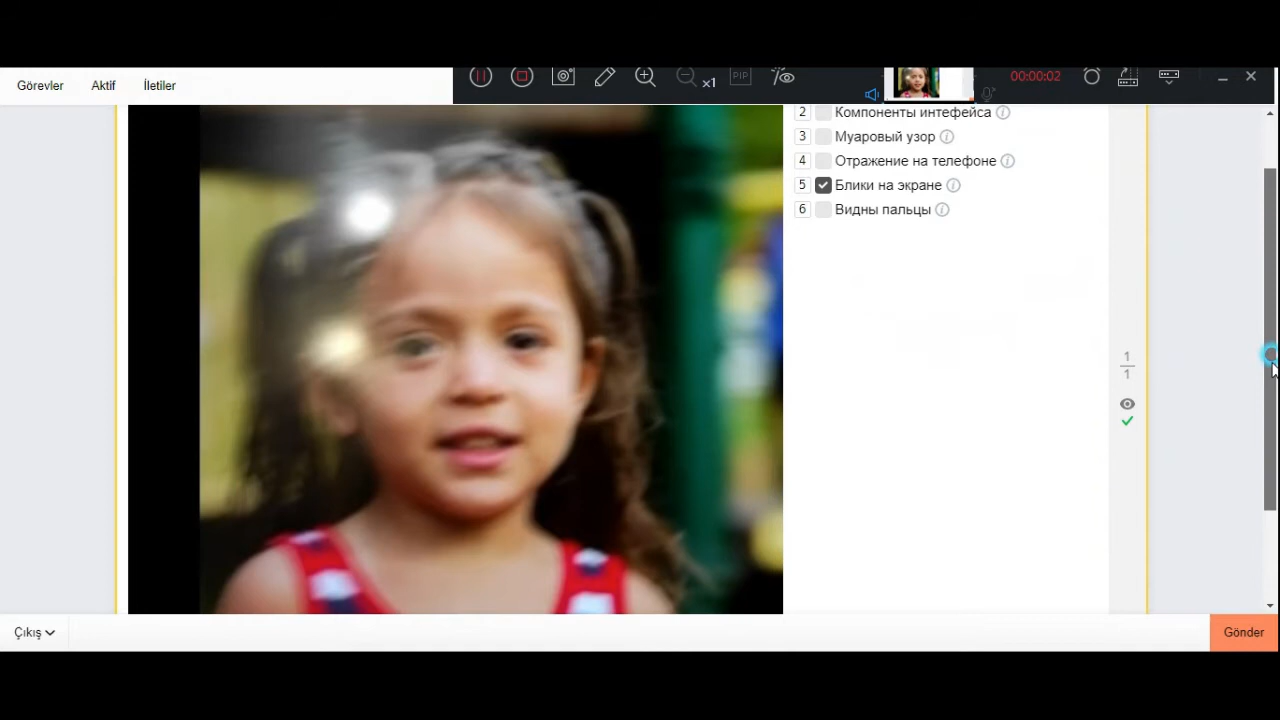 Görevler Aktif İletiler
x1 PIP 00:00:02
2 Компоненты интефейса
3 Муаровый узор
4 Отражение на телефоне
5 Блики на экране
6 Видны пальцы
1
1
Çıkış Gönder